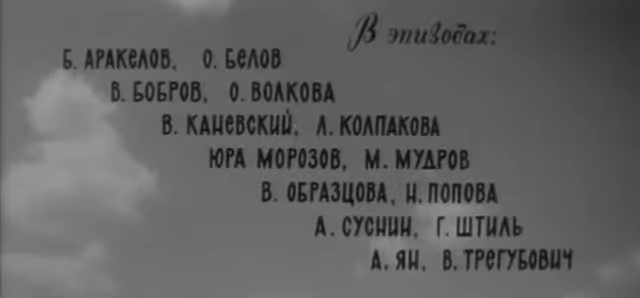 В эпизодах:
Б. АРАКЕЛОВ, О. БЕЛОВ
В. БОБРОВ, О. ВОЛКОВА
В. КАНЕВСКИЙ, Л. КОЛПАКОВА
ЮРА МОРОЗОВ, М. МУДРОВ
В. ОБРАЗЦОВА, Н. ПОПОВА
А. СУСНИН, Г. ШТИЛЬ
А. ЯН, В. ТРЕГУБОВИЧ